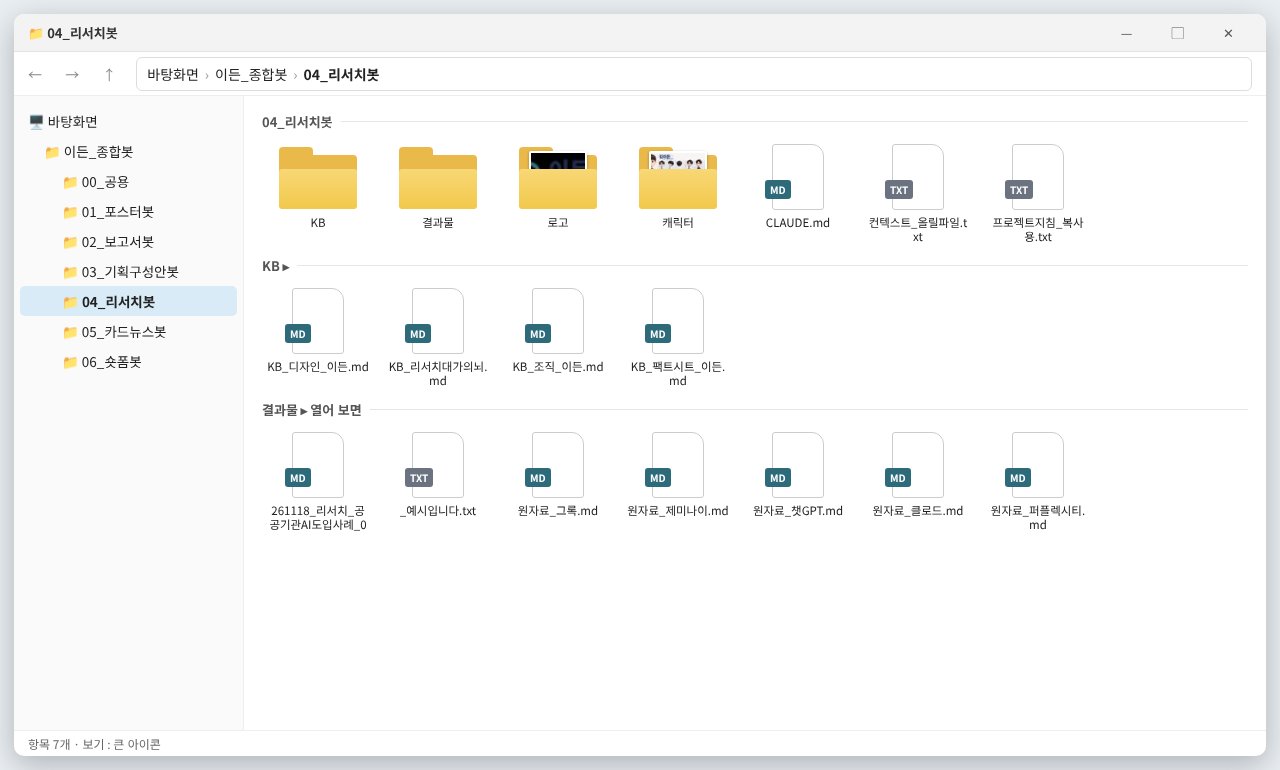 04_리서치봇
바탕화면 › 이든_종합봇 › 04_리서치봇
바탕화면
이든_종합봇
00_공용
01_포스터봇
02_보고서봇
03_기획구성안봇
04_리서치봇
05_카드뉴스봇
06_숏폼봇
04_리서치봇
KB
결과물
로고
캐릭터
MD
CLAUDE.md
TXT
컨텍스트_올릴파일.t
xt
TXT
프로젝트지침_복사
용.txt
KB ▸
MD
KB_디자인_이든.md
MD
KB_리서치대가의뇌.
md
MD
KB_조직_이든.md
MD
KB_팩트시트_이든.
md
결과물 ▸ 열어 보면
MD
261118_리서치_공
공기관AI도입사례_0
TXT
_예시입니다.txt
MD
원자료_그록.md
MD
원자료_제미나이.md
MD
원자료_챗GPT.md
MD
원자료_클로드.md
MD
원자료_퍼플렉시티.
md
항목 7개 · 보기 : 큰 아이콘